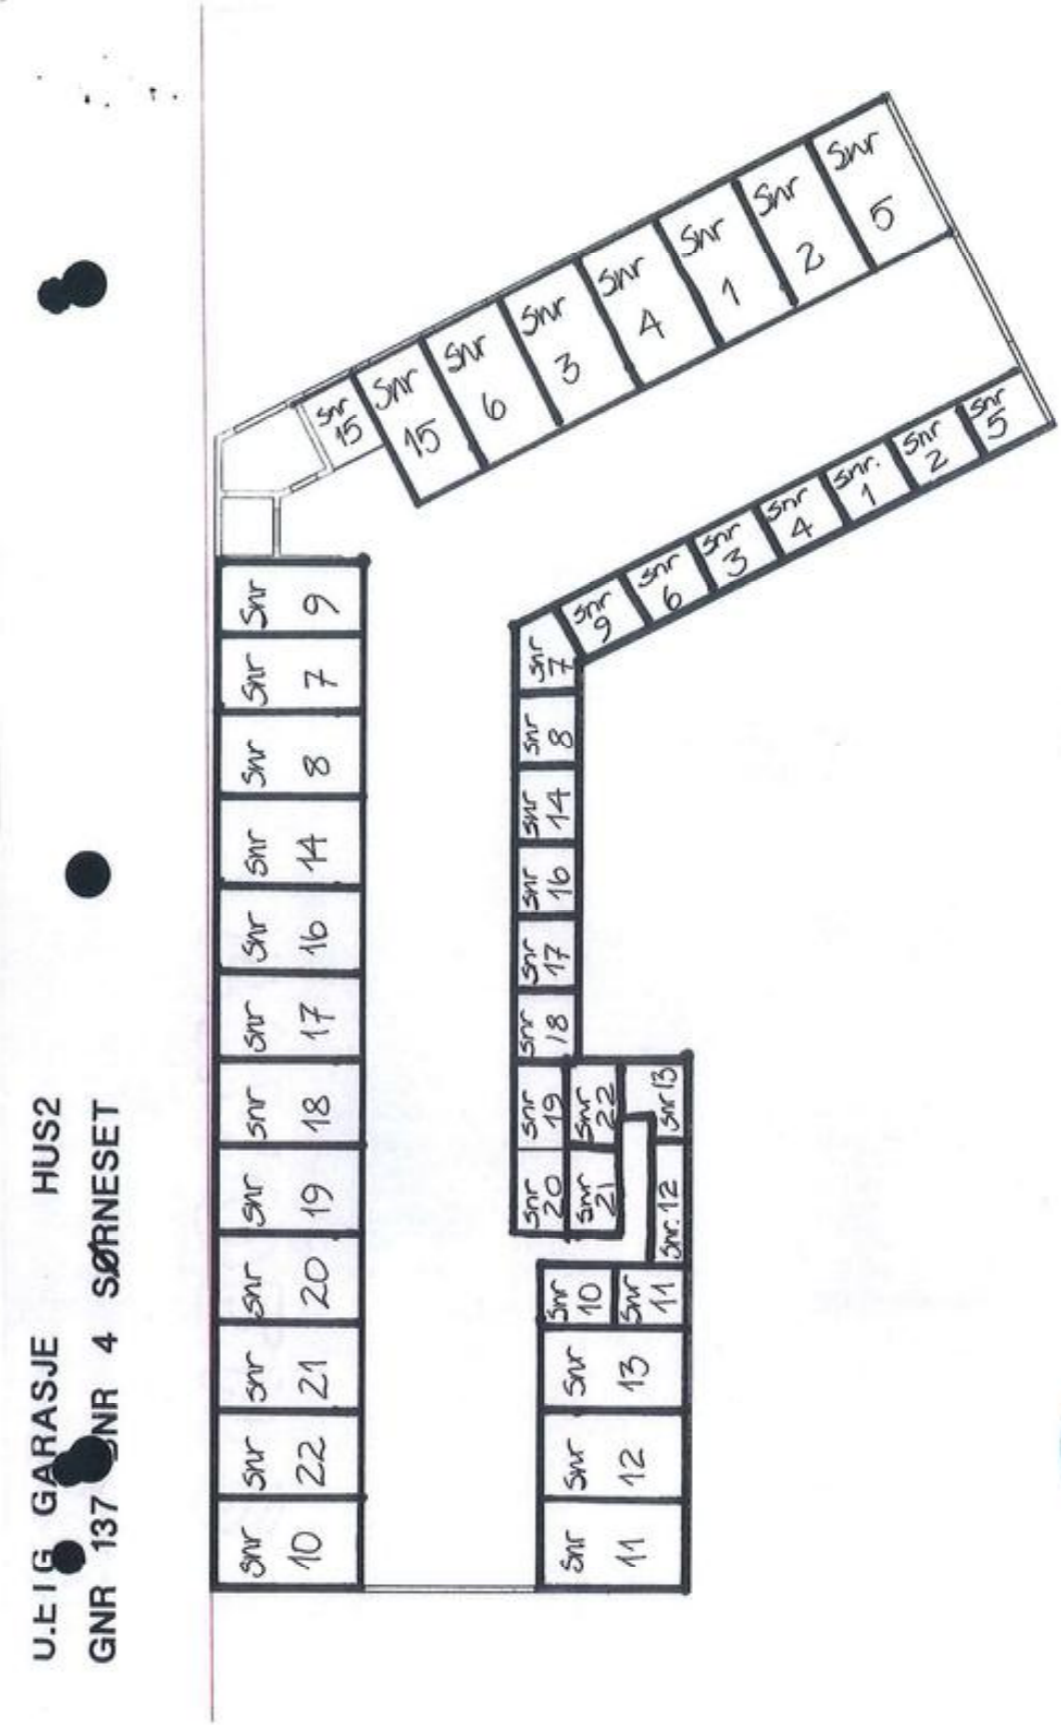 U.EIG GARASJE HUS2
GNR 137 BNR 4 SØRNESET
snr 5
snr 2
snr 1
snr 4
snr 3
snr 6
snr 15
snr 15
snr 9
snr 7
snr 8
snr 14
snr 16
snr 17
snr 18
snr 19
snr 20
snr 21
snr 22
snr 10
snr 5
snr 2
snr. 1
snr 4
snr 3
snr 6
snr 9
snr 7
snr 8
snr 14
snr 16
snr 17
snr 18
snr 19
snr 22
snr 13
snr 20
snr 21
snr. 12
snr 10
snr 11
snr 13
snr 12
snr 11